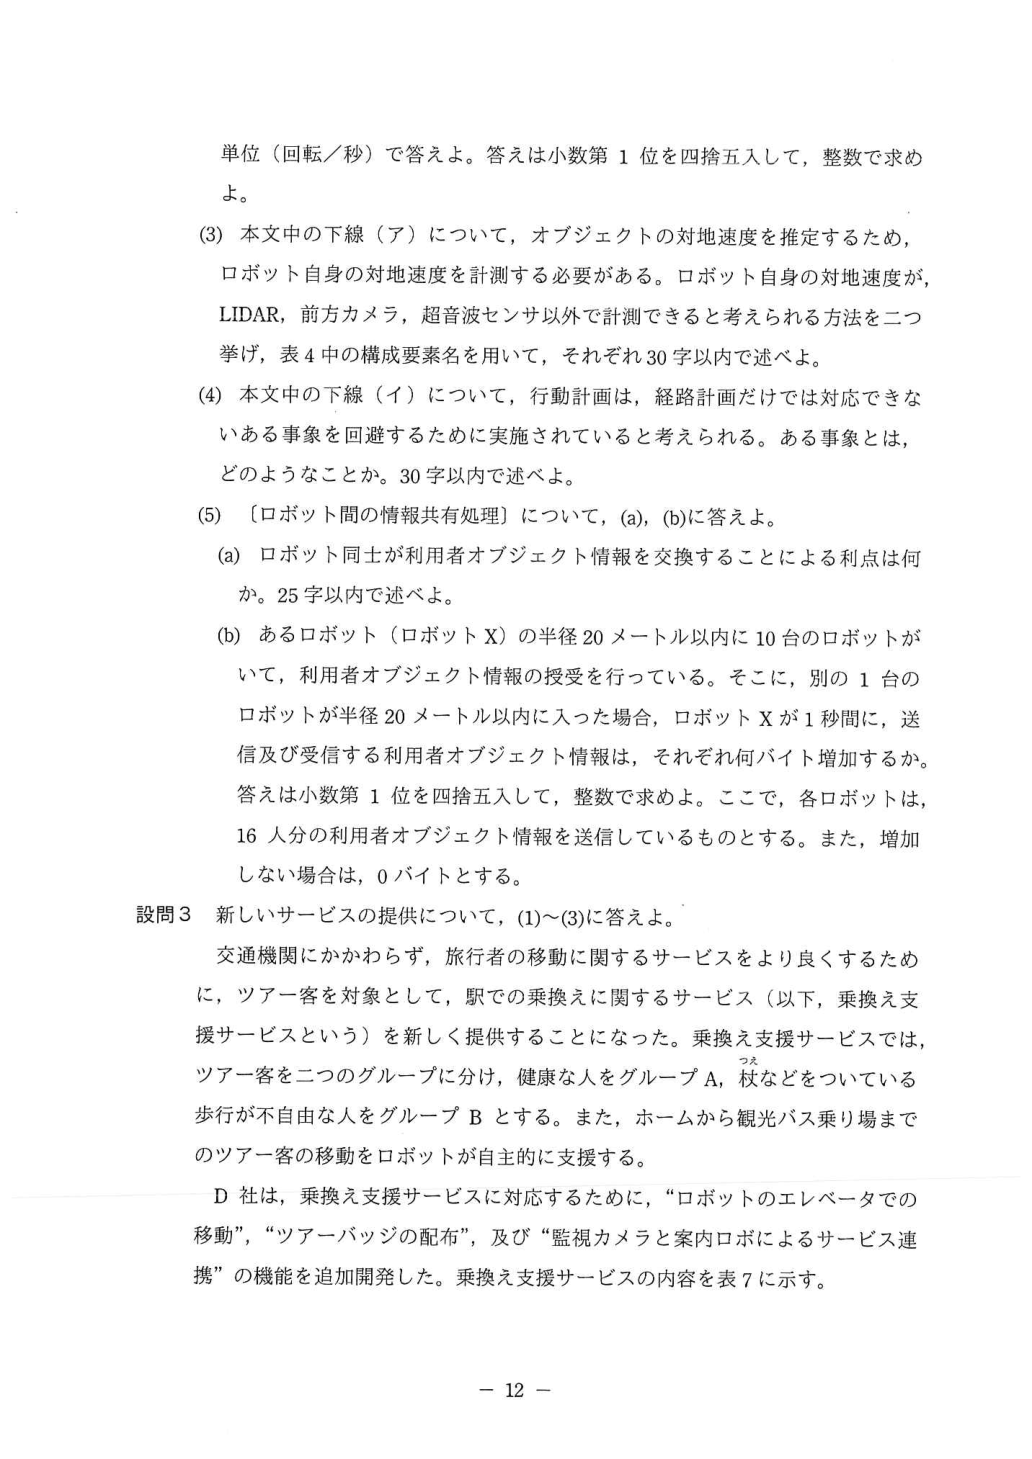 単位（回転／秒）で答えよ。答えは小数第 1 位を四捨五入して，整数で求め
よ。
(3) 本文中の下線（ア）について，オブジェクトの対地速度を推定するため，
ロボット自身の対地速度を計測する必要がある。ロボット自身の対地速度が，
LIDAR，前方カメラ，超音波センサ以外で計測できると考えられる方法を二つ
挙げ，表 4 中の構成要素名を用いて，それぞれ 30 字以内で述べよ。
(4) 本文中の下線（イ）について，行動計画は，経路計画だけでは対応できな
いある事象を回避するために実施されていると考えられる。ある事象とは，
どのようなことか。30 字以内で述べよ。
(5) 〔ロボット間の情報共有処理〕について，(a)，(b)に答えよ。
(a) ロボット同士が利用者オブジェクト情報を交換することによる利点は何
か。25 字以内で述べよ。
(b) あるロボット（ロボット X）の半径 20 メートル以内に 10 台のロボットが
いて，利用者オブジェクト情報の授受を行っている。そこに，別の 1 台の
ロボットが半径 20 メートル以内に入った場合，ロボット X が 1 秒間に，送
信及び受信する利用者オブジェクト情報は，それぞれ何バイト増加するか。
答えは小数第 1 位を四捨五入して，整数で求めよ。ここで，各ロボットは，
16 人分の利用者オブジェクト情報を送信しているものとする。また，増加
しない場合は，0 バイトとする。
設問３ 新しいサービスの提供について，(1)～(3)に答えよ。
交通機関にかかわらず，旅行者の移動に関するサービスをより良くするため
に，ツアー客を対象として，駅での乗換えに関するサービス（以下，乗換え支
援サービスという）を新しく提供することになった。乗換え支援サービスでは，
つえ
ツアー客を二つのグループに分け，健康な人をグループ A，杖などをついている
歩行が不自由な人をグループ B とする。また，ホームから観光バス乗り場まで
のツアー客の移動をロボットが自主的に支援する。
D 社は，乗換え支援サービスに対応するために，“ロボットのエレベータでの
移動”，“ツアーバッジの配布”，及び“監視カメラと案内ロボによるサービス連
携”の機能を追加開発した。乗換え支援サービスの内容を表 7 に示す。
－ 12 －